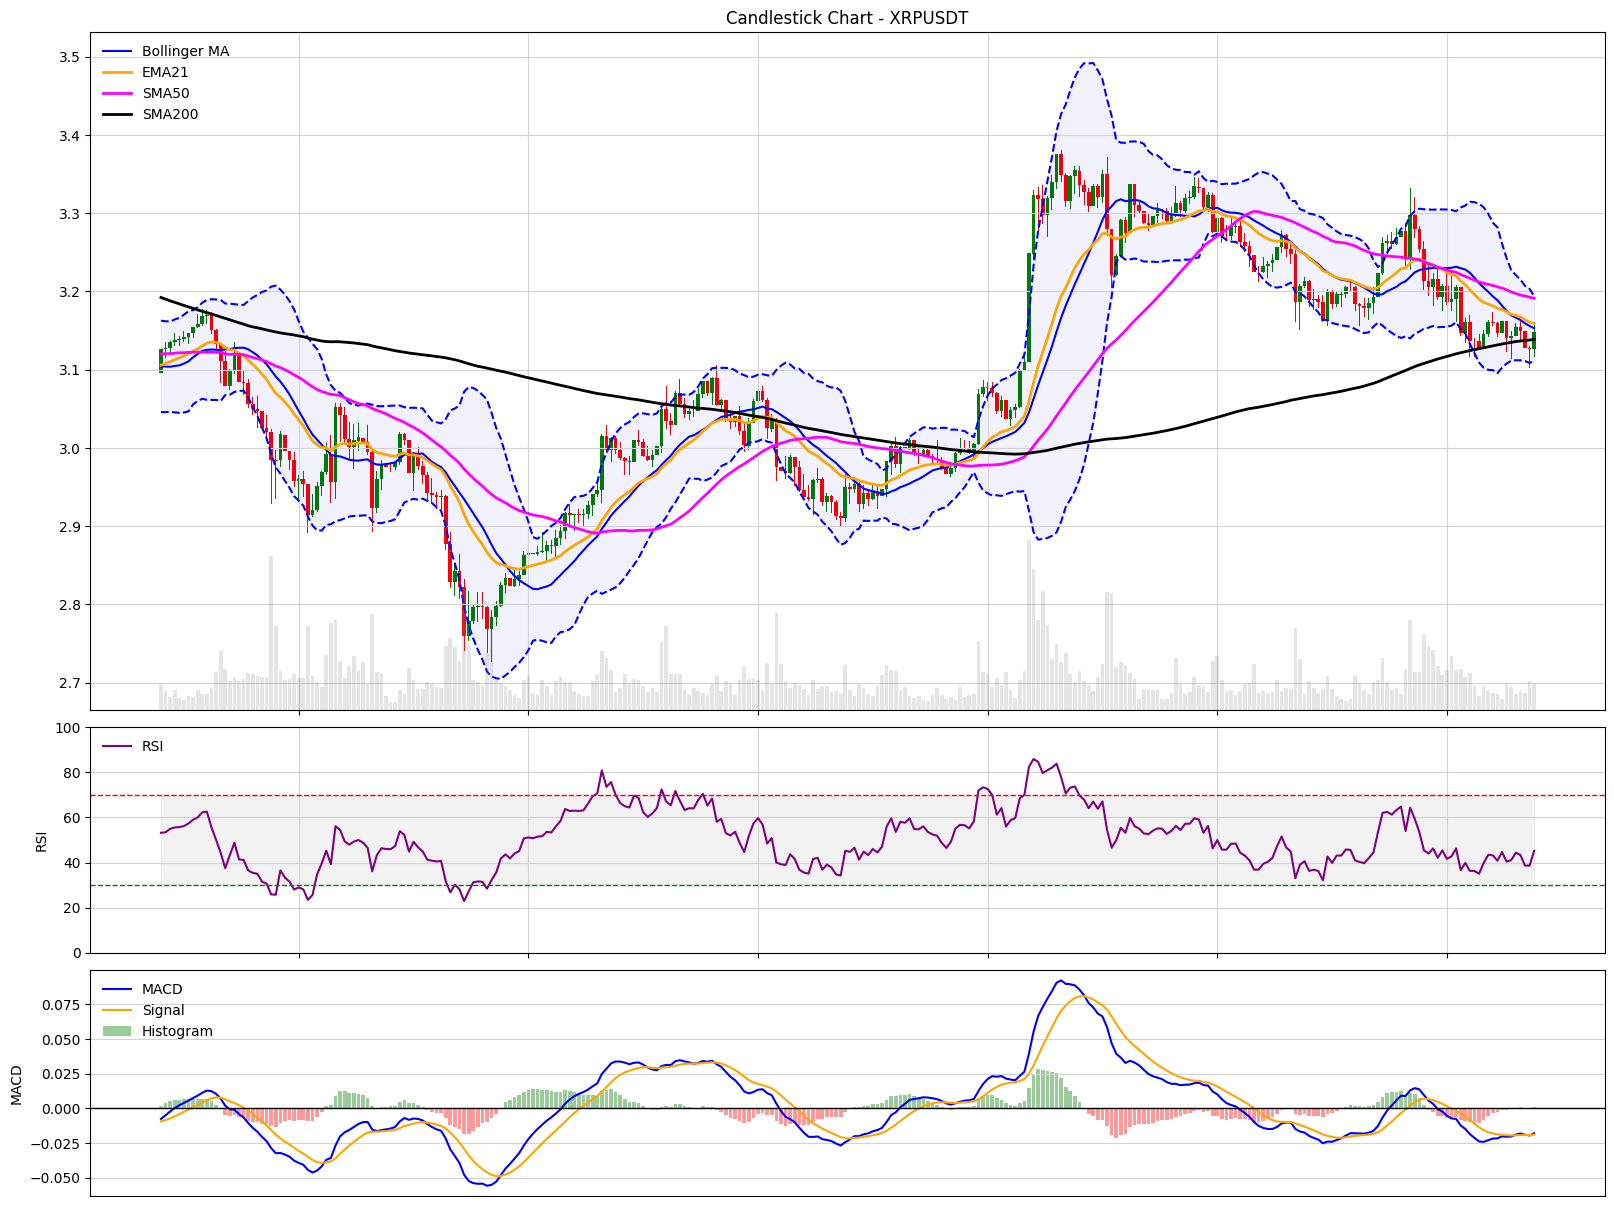 Candlestick Chart - XRPUSDT
Bollinger MA
EMA21
SMA50
SMA200
3.5
3.4
3.3
3.2
3.1
3.0
2.9
2.8
2.7
RSI
100
80
60
40
20
0
RSI
MACD
Signal
Histogram
0.075
0.050
0.025
0.000
−0.025
−0.050
MACD